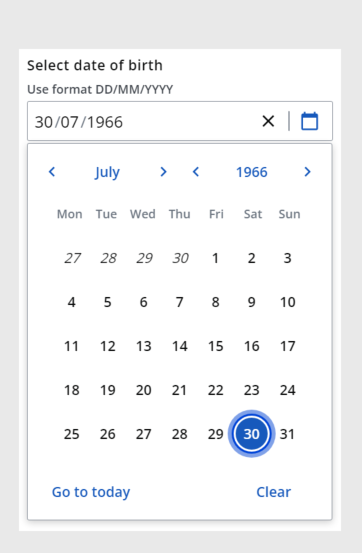 Select date of birth
Use format DD/MM/YYYY
30/07/1966
July 1966
Mon Tue Wed Thu Fri Sat Sun
27 28 29 30 1 2 3
4 5 6 7 8 9 10
11 12 13 14 15 16 17
18 19 20 21 22 23 24
25 26 27 28 29 30 31
Go to today Clear